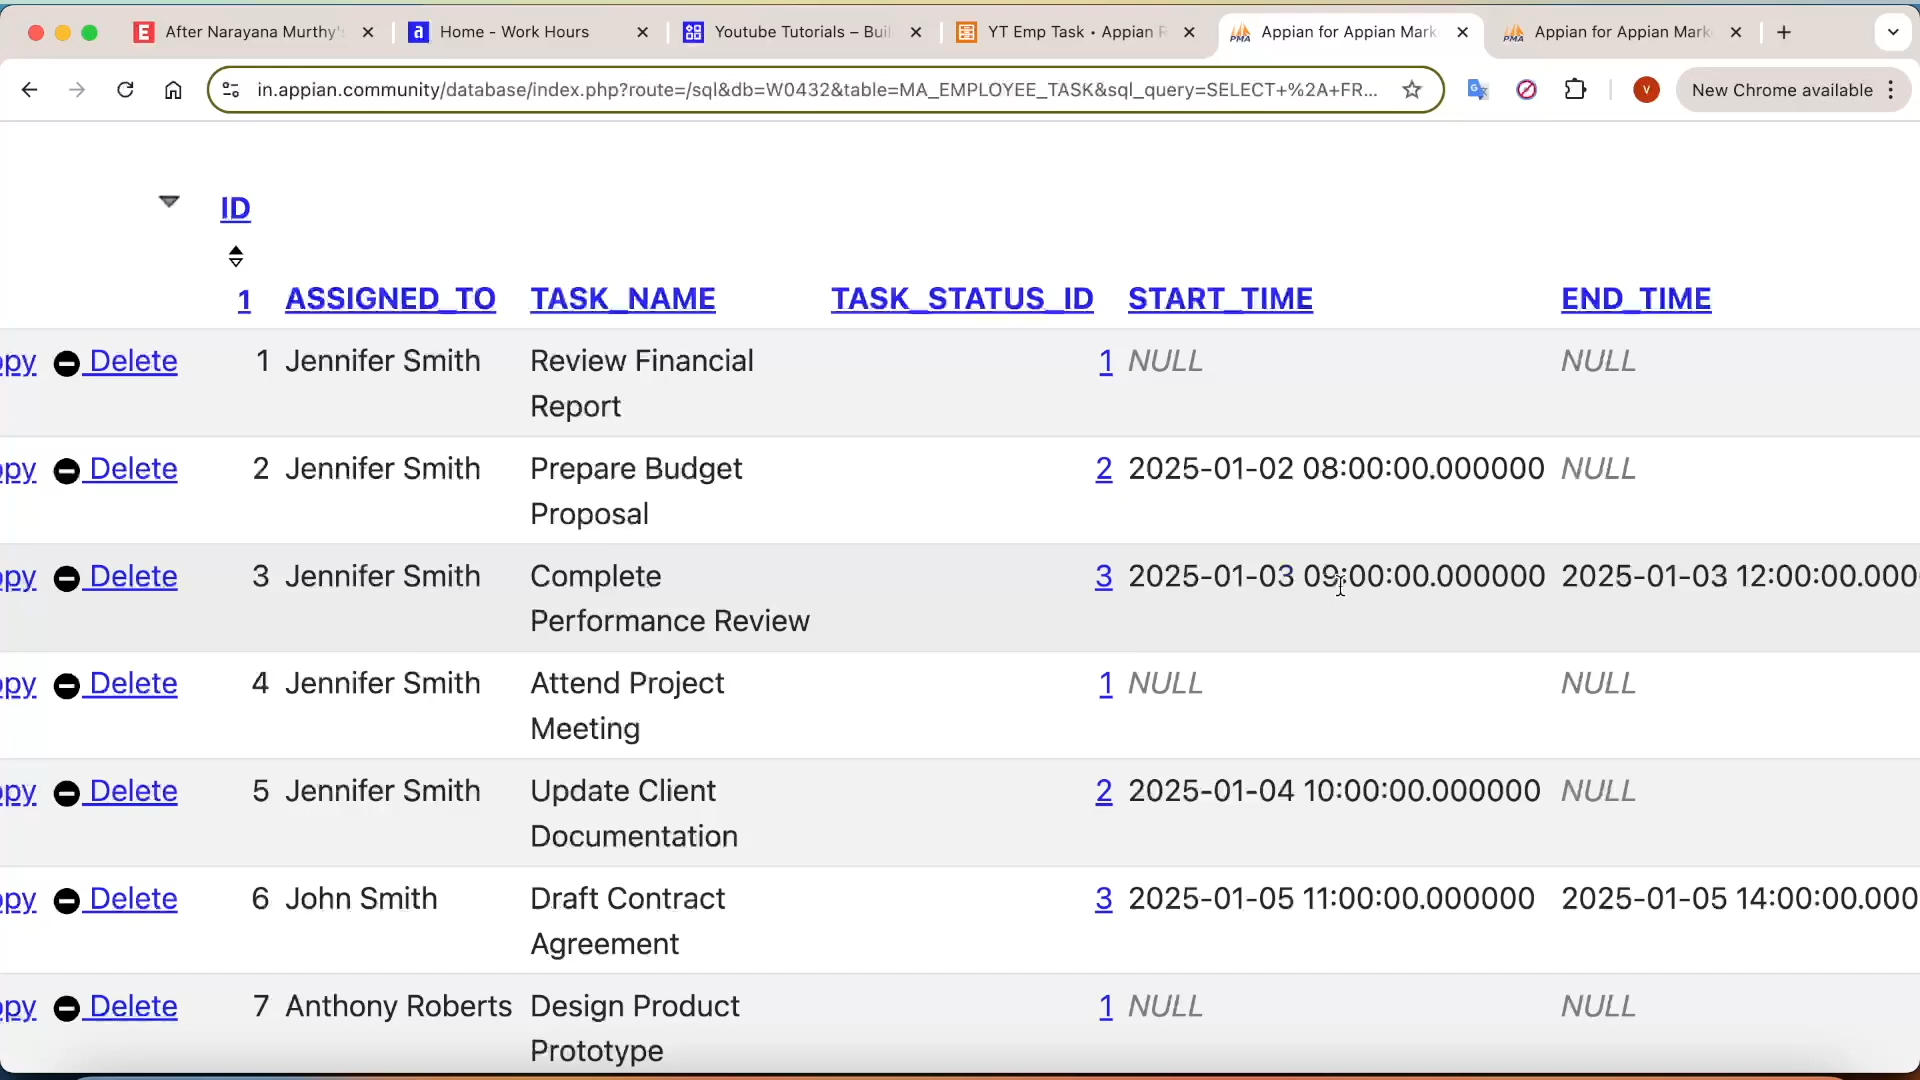 After Narayana Murthy's
Home - Work Hours
Youtube Tutorials – Buil
YT Emp Task • Appian R
Appian for Appian Mark
Appian for Appian Mark
in.appian.community/database/index.php?route=/sql&db=W0432&table=MA_EMPLOYEE_TASK&sql_query=SELECT+%2A+FR...
V
New Chrome available
ID
1 ASSIGNED_TO TASK_NAME TASK_STATUS_ID START_TIME END_TIME
opy Delete 1 Jennifer Smith Review Financial 1 NULL NULL
Report
opy Delete 2 Jennifer Smith Prepare Budget 2 2025-01-02 08:00:00.000000 NULL
Proposal
opy Delete 3 Jennifer Smith Complete 3 2025-01-03 09:00:00.000000 2025-01-03 12:00:00.000
Performance Review
opy Delete 4 Jennifer Smith Attend Project 1 NULL NULL
Meeting
opy Delete 5 Jennifer Smith Update Client 2 2025-01-04 10:00:00.000000 NULL
Documentation
opy Delete 6 John Smith Draft Contract 3 2025-01-05 11:00:00.000000 2025-01-05 14:00:00.000
Agreement
opy Delete 7 Anthony Roberts Design Product 1 NULL NULL
Prototype